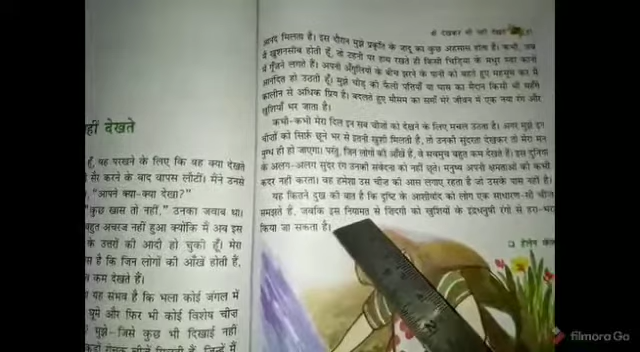 हीं देखते
हूँ, यह परखने के लिए कि वह क्या देखते
सैर करने के बाद वापस लौटीं। मैंने उनसे
, "आपने क्या-क्या देखा?"
"कुछ खास तो नहीं," उनका जवाब था।
बहुत अचरज नहीं हुआ क्योंकि मैं अब इस
के उत्तरों की आदी हो चुकी हूँ। मेरा
स है कि जिन लोगों की आँखें होती हैं,
कम देखते हैं।
यह संभव है कि भला कोई जंगल में
घूमे और फिर भी कोई विशेष चीज़
मुझे-जिसे कुछ भी दिखाई नहीं
रोचक चीज़ें मिलती हैं, जिन्हें मैं
जो देखकर भी नहीं देखते
आनंद मिलता है। इस दौरान मुझे प्रकृति के जादू का कुछ अहसास होता है। कभी, जब
मैं खुशनसीब होती हूँ, तो टहनी पर हाथ रखते ही किसी चिड़िया के मधुर स्वर कानों
में गूँजने लगते हैं। अपनी अँगुलियों के बीच झरने के पानी को बहते हुए महसूस कर मैं
आनंदित हो उठती हूँ। मुझे चीड़ की फैली पत्तियाँ या घास का मैदान किसी भी महँगे
कालीन से अधिक प्रिय है। बदलते हुए मौसम का समाँ मेरे जीवन में एक नया रंग और
खुशियाँ भर जाता है।
कभी-कभी मेरा दिल इन सब चीज़ों को देखने के लिए मचल उठता है। अगर मुझे इन
चीज़ों को सिर्फ़ छूने भर से इतनी खुशी मिलती है, तो उनकी सुंदरता देखकर तो मेरा मन
मुग्ध ही हो जाएगा। परंतु, जिन लोगों की आँखें हैं, वे सचमुच बहुत कम देखते हैं। इस दुनिया
के अलग-अलग सुंदर रंग उनकी संवेदना को नहीं छूते। मनुष्य अपनी क्षमताओं की कभी
कदर नहीं करता। वह हमेशा उस चीज़ की आस लगाए रहता है जो उसके पास नहीं है।
यह कितने दुख की बात है कि दृष्टि के आशीर्वाद को लोग एक साधारण-सी चीज़
समझते हैं, जबकि इस नियामत से ज़िंदगी को खुशियों के इंद्रधनुषी रंगों से हरा-भरा
किया जा सकता है।
❑ हेलेन केल
filmora Go